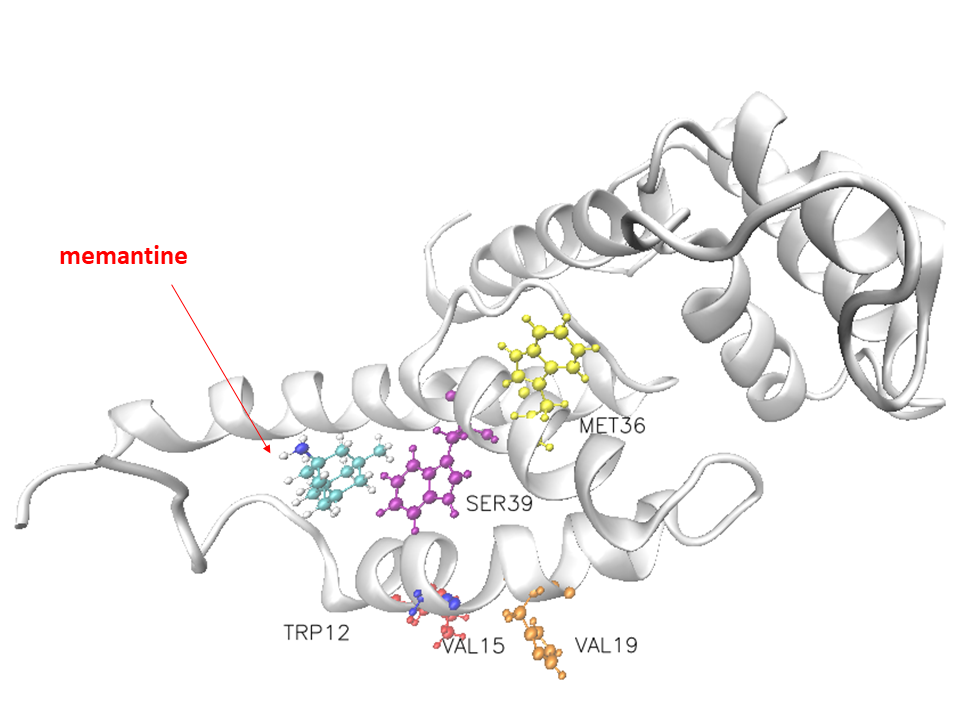 memantine
MET36
SER39
TRP12
VAL15
VAL19